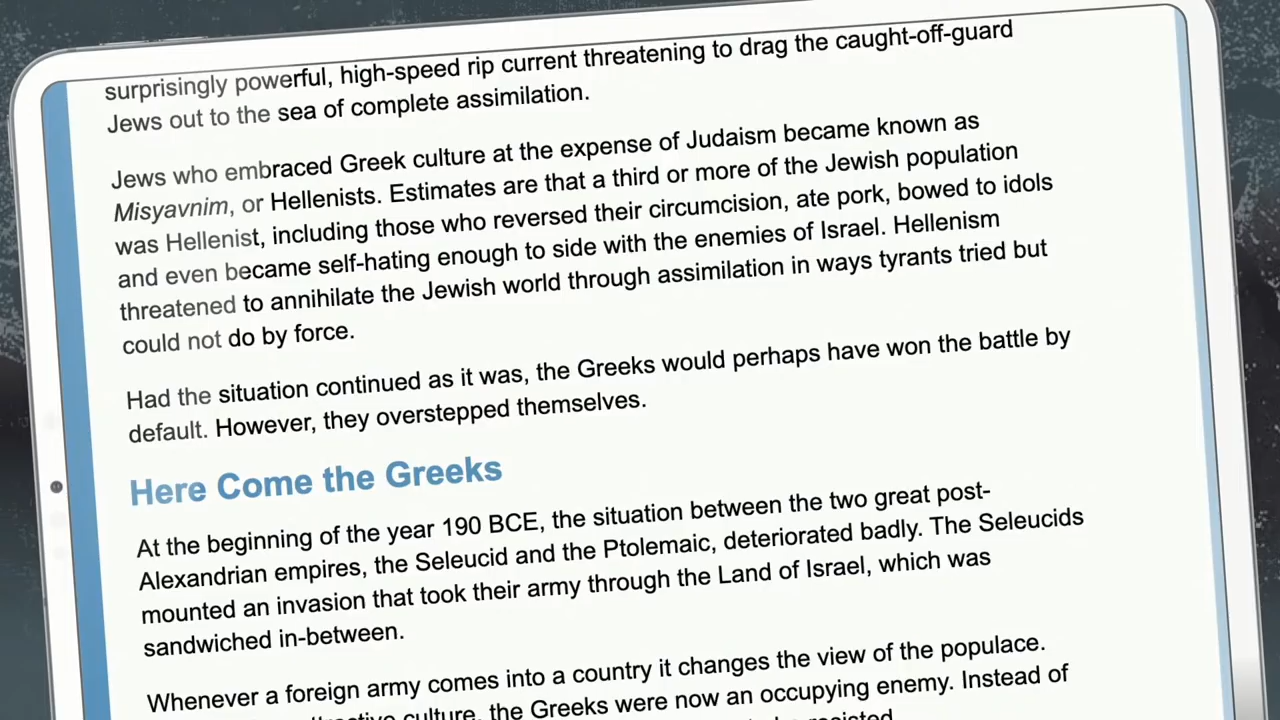 surprisingly powerful, high-speed rip current threatening to drag the caught-off-guard
Jews out to the sea of complete assimilation.
Jews who embraced Greek culture at the expense of Judaism became known as
Misyavnim, or Hellenists. Estimates are that a third or more of the Jewish population
was Hellenist, including those who reversed their circumcision, ate pork, bowed to idols
and even became self-hating enough to side with the enemies of Israel. Hellenism
threatened to annihilate the Jewish world through assimilation in ways tyrants tried but
could not do by force.
Had the situation continued as it was, the Greeks would perhaps have won the battle by
default. However, they overstepped themselves.
Here Come the Greeks
At the beginning of the year 190 BCE, the situation between the two great post-
Alexandrian empires, the Seleucid and the Ptolemaic, deteriorated badly. The Seleucids
mounted an invasion that took their army through the Land of Israel, which was
sandwiched in-between.
Whenever a foreign army comes into a country it changes the view of the populace.
culture, the Greeks were now an occupying enemy. Instead of
resisted